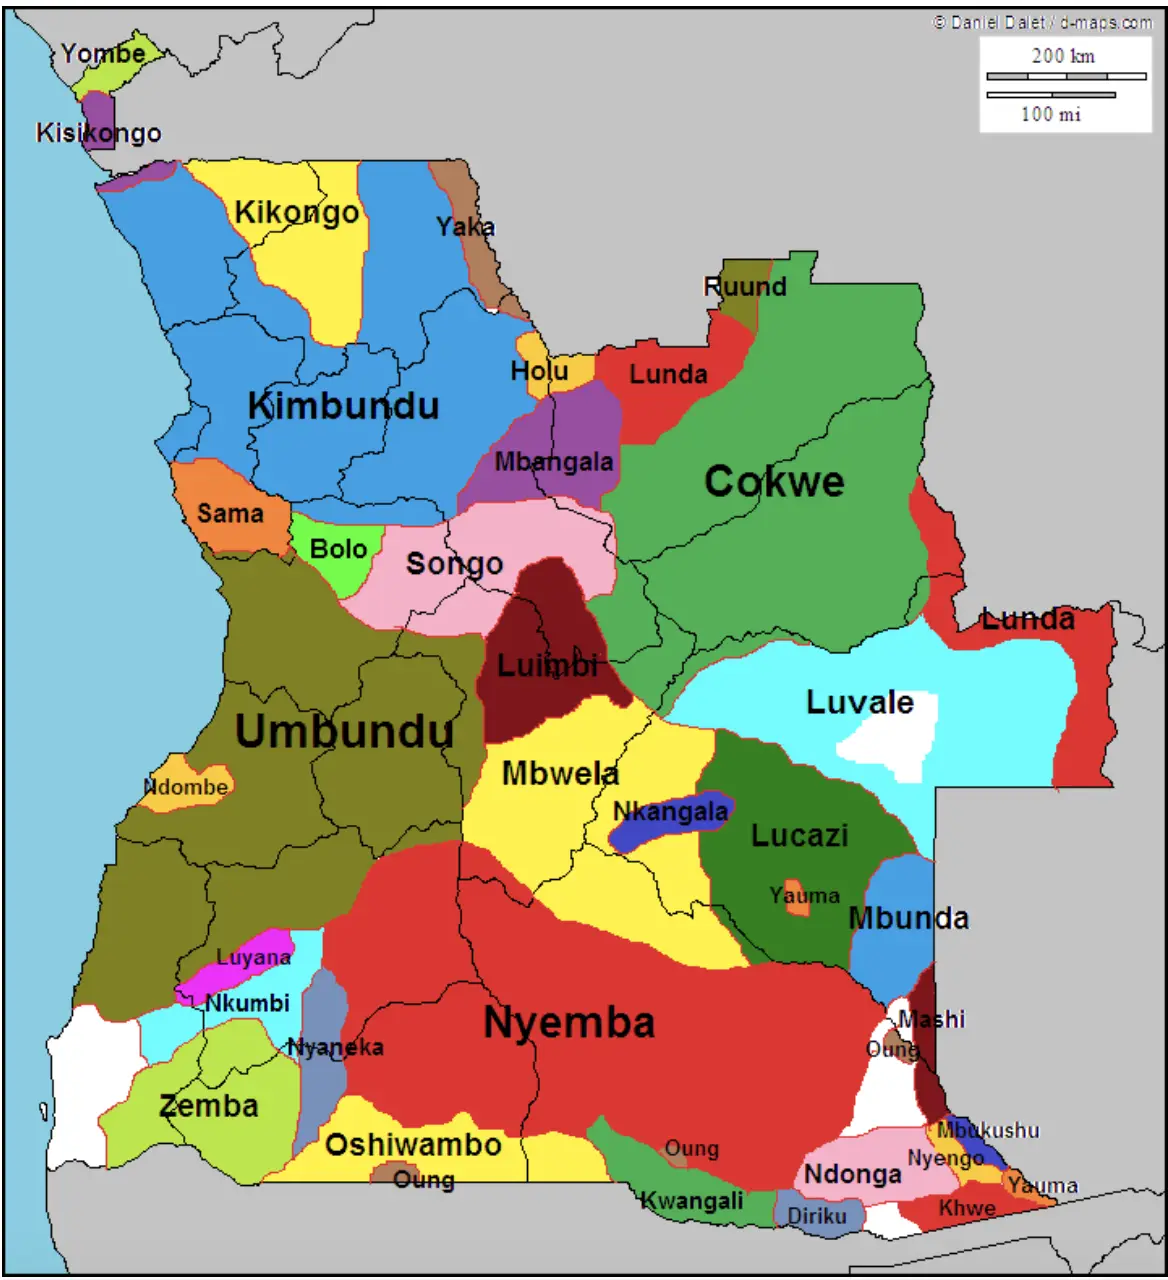 © Daniel Dalet / d-maps.com
200 km
100 mi
Yombe
Kisikongo
Kikongo
Yaka
Ruund
Holu
Lunda
Kimbundu
Mbangala
Cokwe
Sama
Bolo
Songo
Lunda
Luimbi
Luvale
Umbundu
Mbwela
Ndombe
Nkangala
Lucazi
Yauma
Mbunda
Luyana
Nkumbi
Nyemba
Mashi
Nyaneka
Oung
Zemba
Oshiwambo
Oung
Mbukushu
Nyengo
Ndonga
Oung
Yauma
Kwangali
Khwe
Diriku